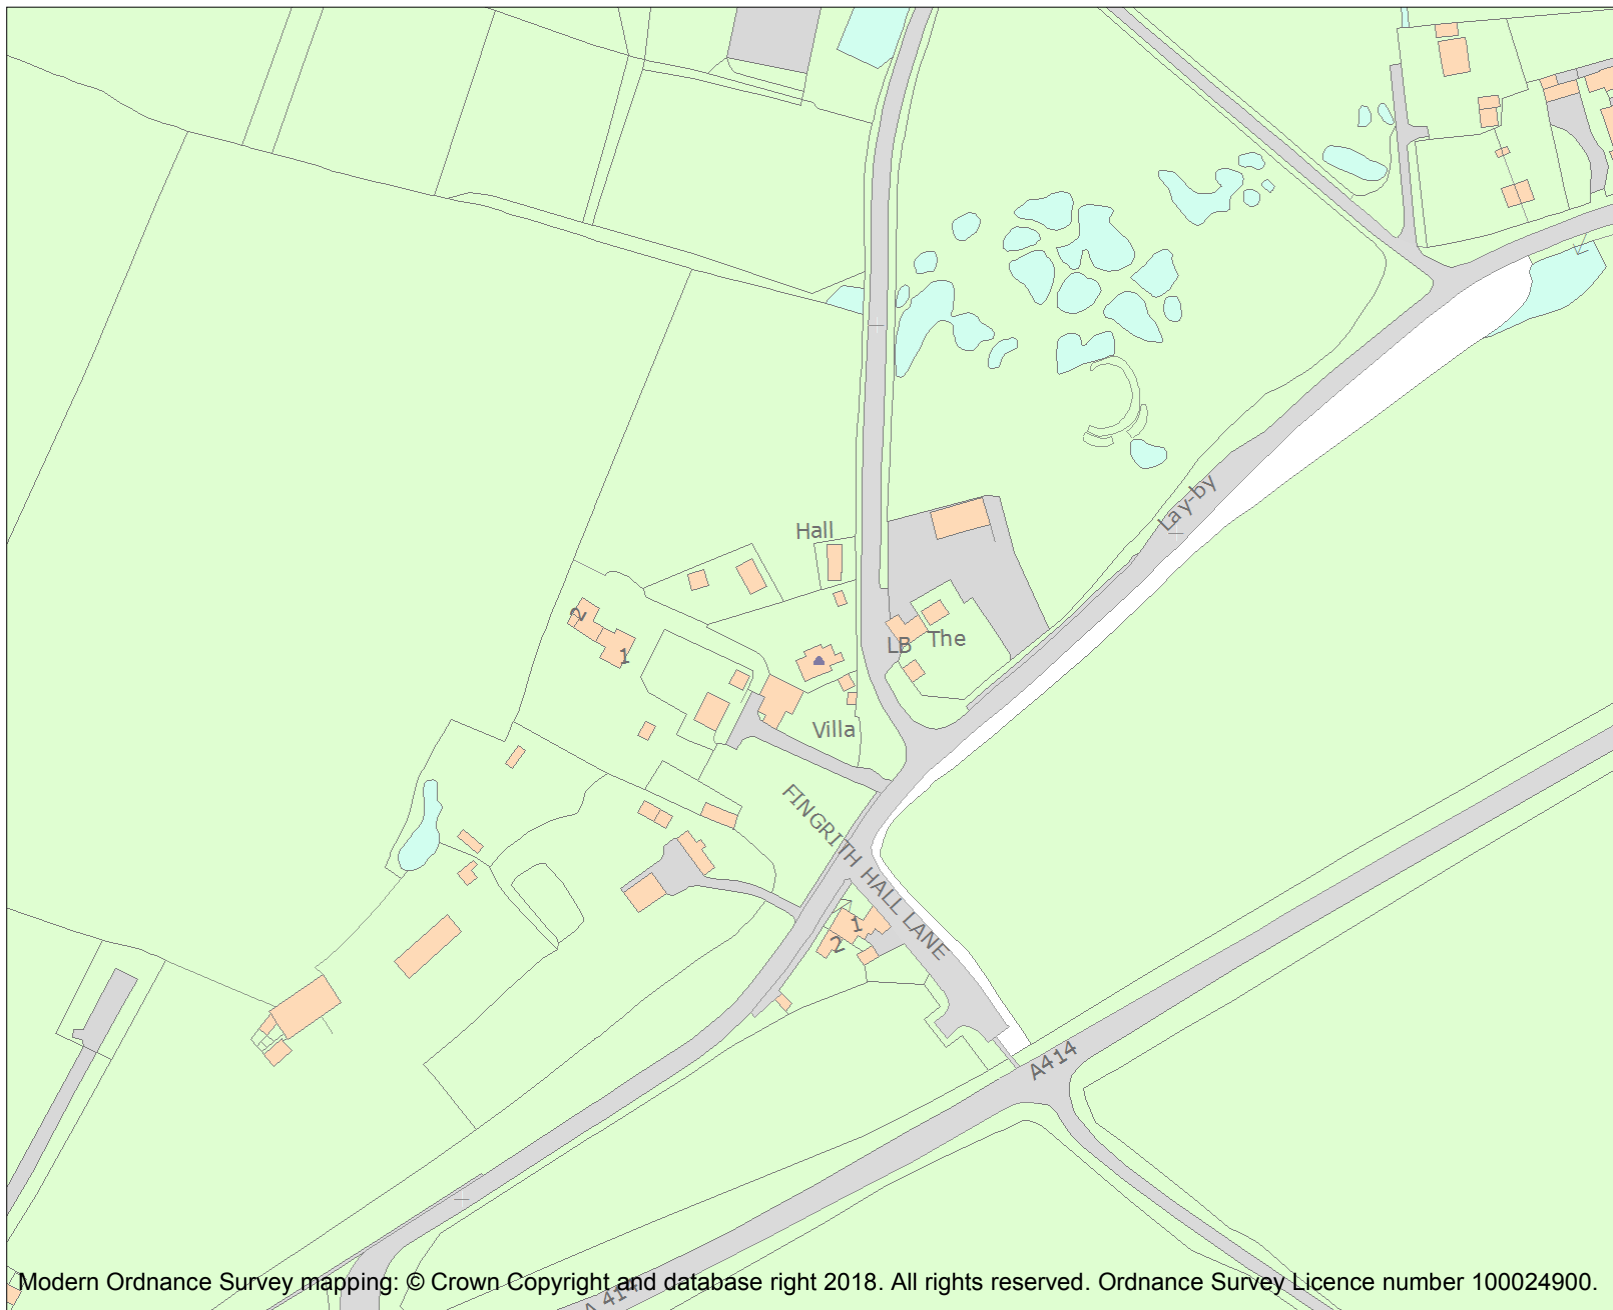 Lay-by
Hall
2
1
LB
The
Villa
FINGRITH HALL LANE
1
2
A414
A 414
Modern Ordnance Survey mapping: © Crown Copyright and database right 2018. All rights reserved. Ordnance Survey Licence number 100024900.